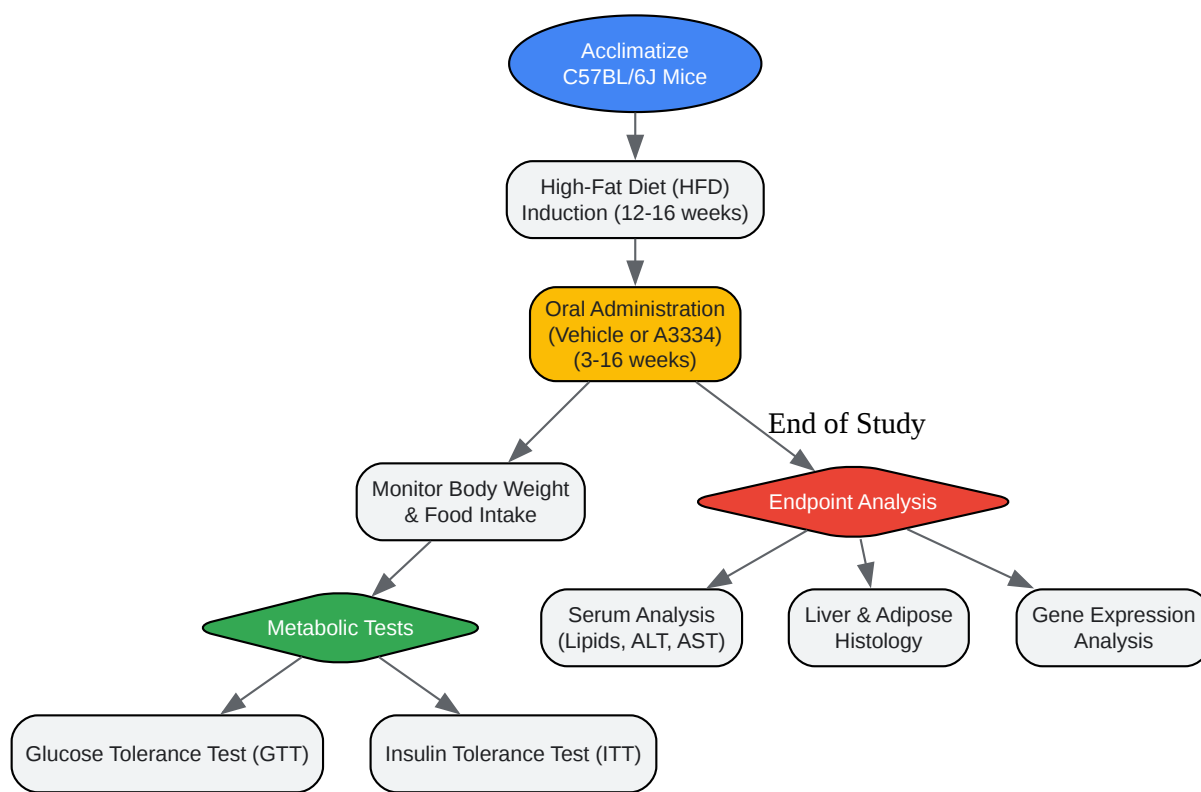 Acclimatize
C57BL/6J Mice
High-Fat Diet (HFD)
Induction (12-16 weeks)
Oral Administration
(Vehicle or A3334)
(3-16 weeks)
End of Study
Monitor Body Weight
& Food Intake
Endpoint Analysis
Metabolic Tests
Serum Analysis
(Lipids, ALT, AST)
Liver & Adipose
Histology
Gene Expression
Analysis
Glucose Tolerance Test (GTT)
Insulin Tolerance Test (ITT)